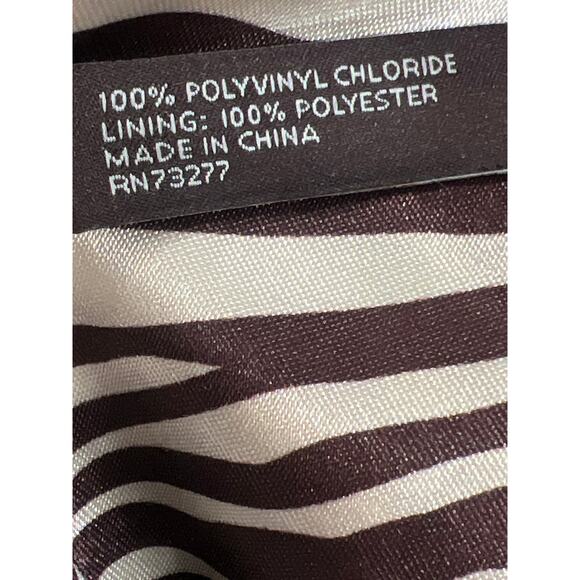 100% POLYVINYL CHLORIDE
LINING: 100% POLYESTER
MADE IN CHINA
RN73277